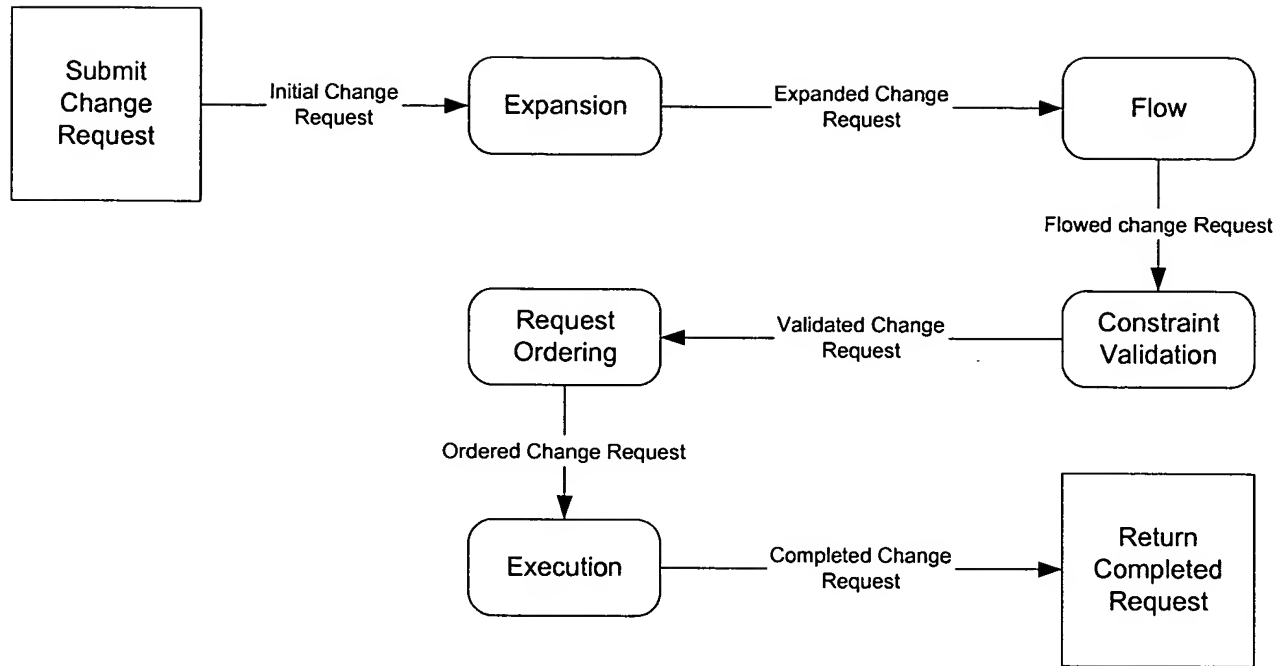 Submit
Change
Request
Initial Change
Request
Expansion
Expanded Change
Request
Flow
Flowed change Request
Constraint
Validation
Validated Change
Request
Request
Ordering
Ordered Change Request
Execution
Completed Change
Request
Return
Completed
Request